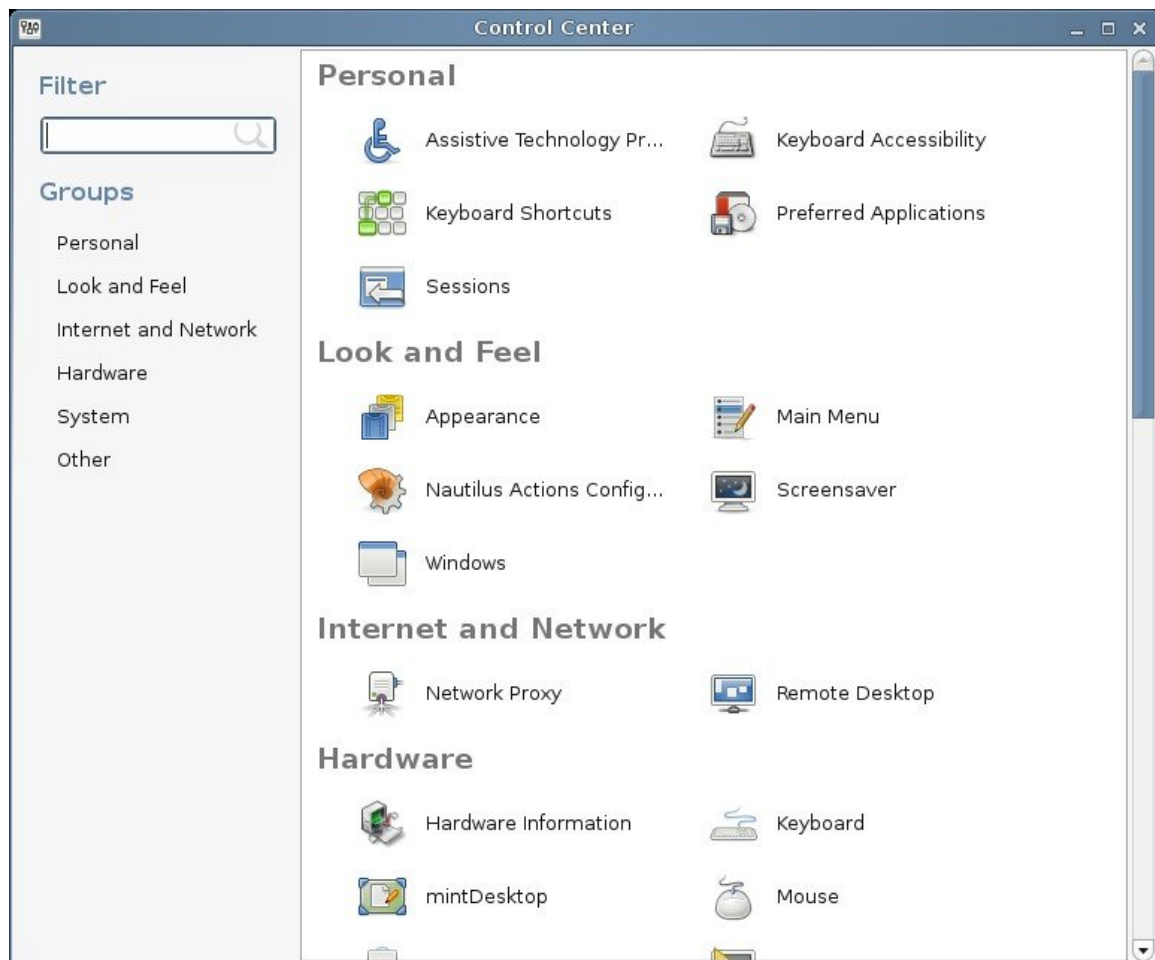 Control Center
Filter
Groups
Personal
Look and Feel
Internet and Network
Hardware
System
Other
Personal
Assistive Technology Pr...
Keyboard Accessibility
Keyboard Shortcuts
Preferred Applications
Sessions
Look and Feel
Appearance
Main Menu
Nautilus Actions Config...
Screensaver
Windows
Internet and Network
Network Proxy
Remote Desktop
Hardware
Hardware Information
Keyboard
mintDesktop
Mouse